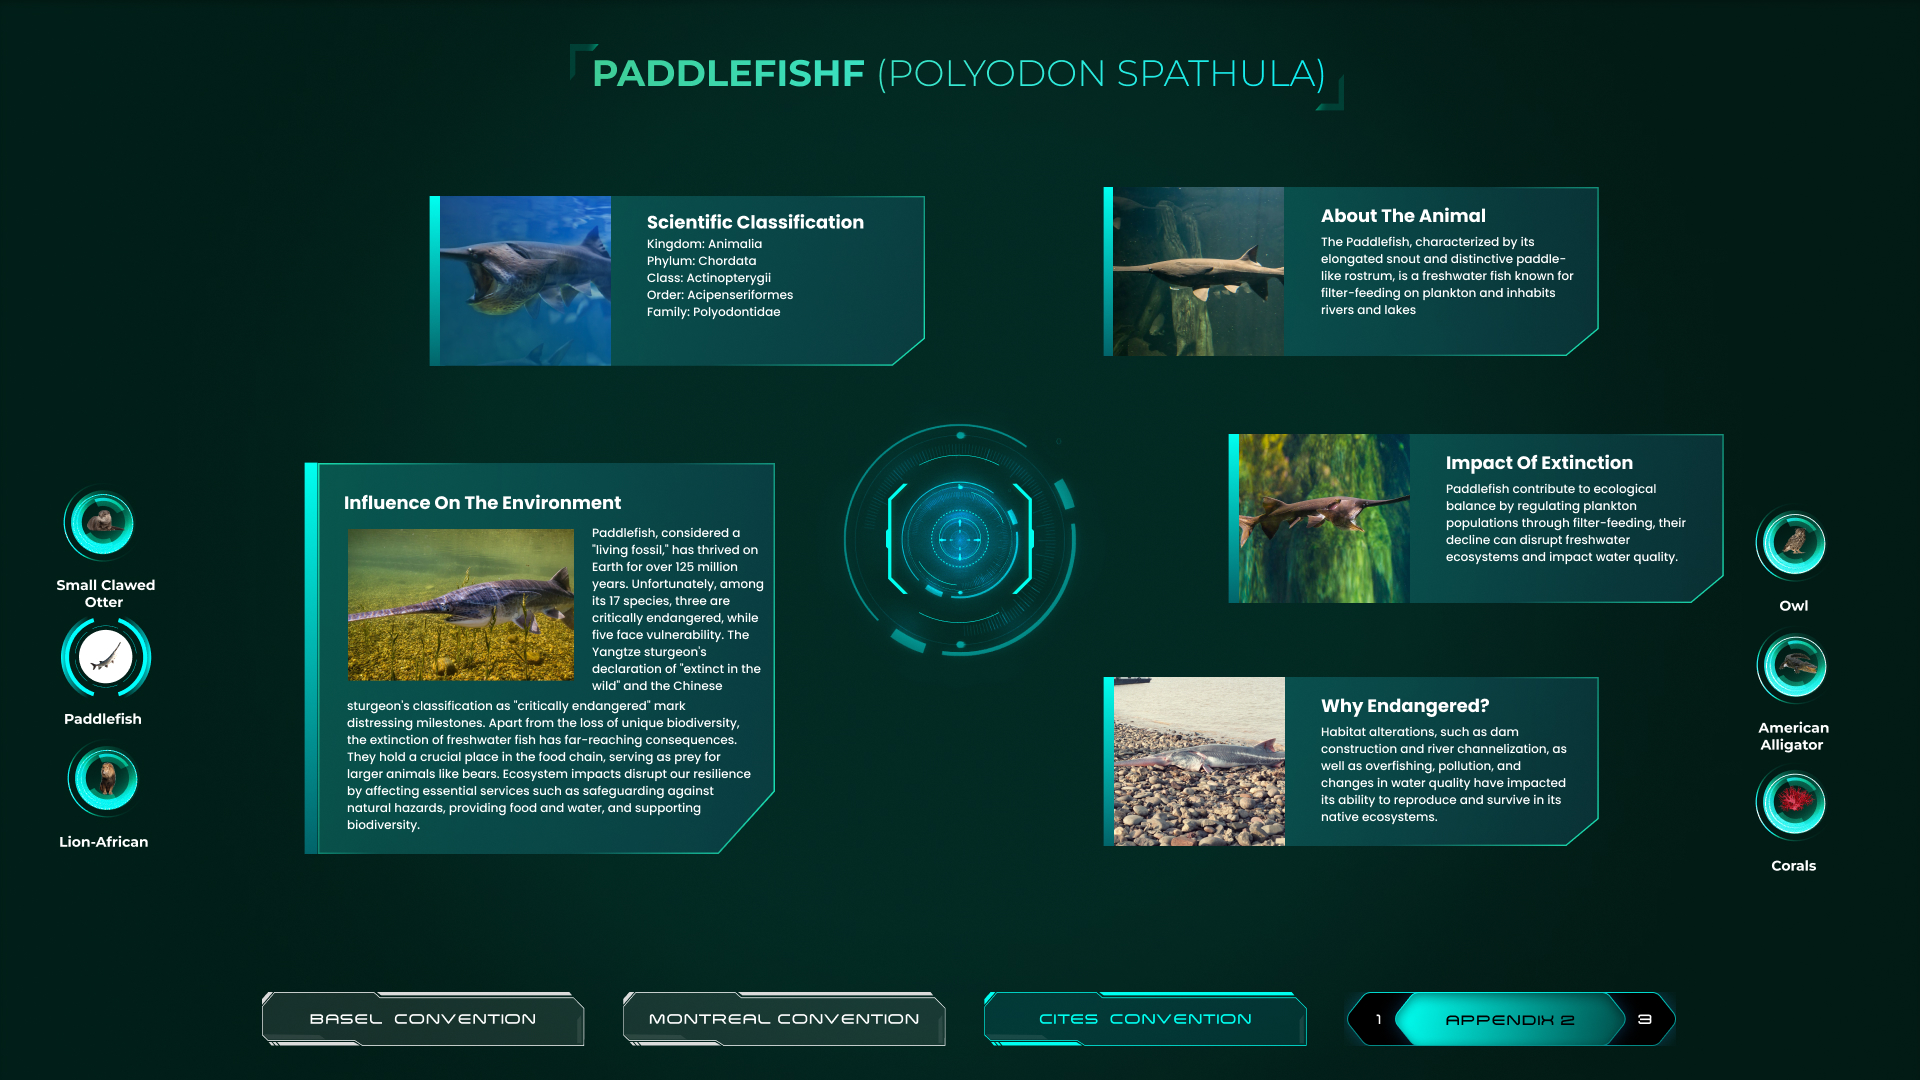 PADDLEFISHF (POLYODON SPATHULA)
Scientific Classification
Kingdom: Animalia
Phylum: Chordata
Class: Actinopterygii
Order: Acipenseriformes
Family: Polyodontidae
About The Animal
The Paddlefish, characterized by its
elongated snout and distinctive paddle-
like rostrum, is a freshwater fish known for
filter-feeding on plankton and inhabits
rivers and lakes
Influence On The Environment
Paddlefish, considered a
"living fossil," has thrived on
Earth for over 125 million
years. Unfortunately, among
its 17 species, three are
critically endangered, while
five face vulnerability. The
Yangtze sturgeon's
declaration of "extinct in the
wild" and the Chinese
sturgeon's classification as "critically endangered" mark
distressing milestones. Apart from the loss of unique biodiversity,
the extinction of freshwater fish has far-reaching consequences.
They hold a crucial place in the food chain, serving as prey for
larger animals like bears. Ecosystem impacts disrupt our resilience
by affecting essential services such as safeguarding against
natural hazards, providing food and water, and supporting
biodiversity.
Impact Of Extinction
Paddlefish contribute to ecological
balance by regulating plankton
populations through filter-feeding, their
decline can disrupt freshwater
ecosystems and impact water quality.
Why Endangered?
Habitat alterations, such as dam
construction and river channelization, as
well as overfishing, pollution, and
changes in water quality have impacted
its ability to reproduce and survive in its
native ecosystems.
Small Clawed
Otter
Paddlefish
Lion-African
Owl
American
Alligator
Corals
BASEL CONVENTION
MONTREAL CONVENTION
CITES CONVENTION
1
APPENDIX 2
3